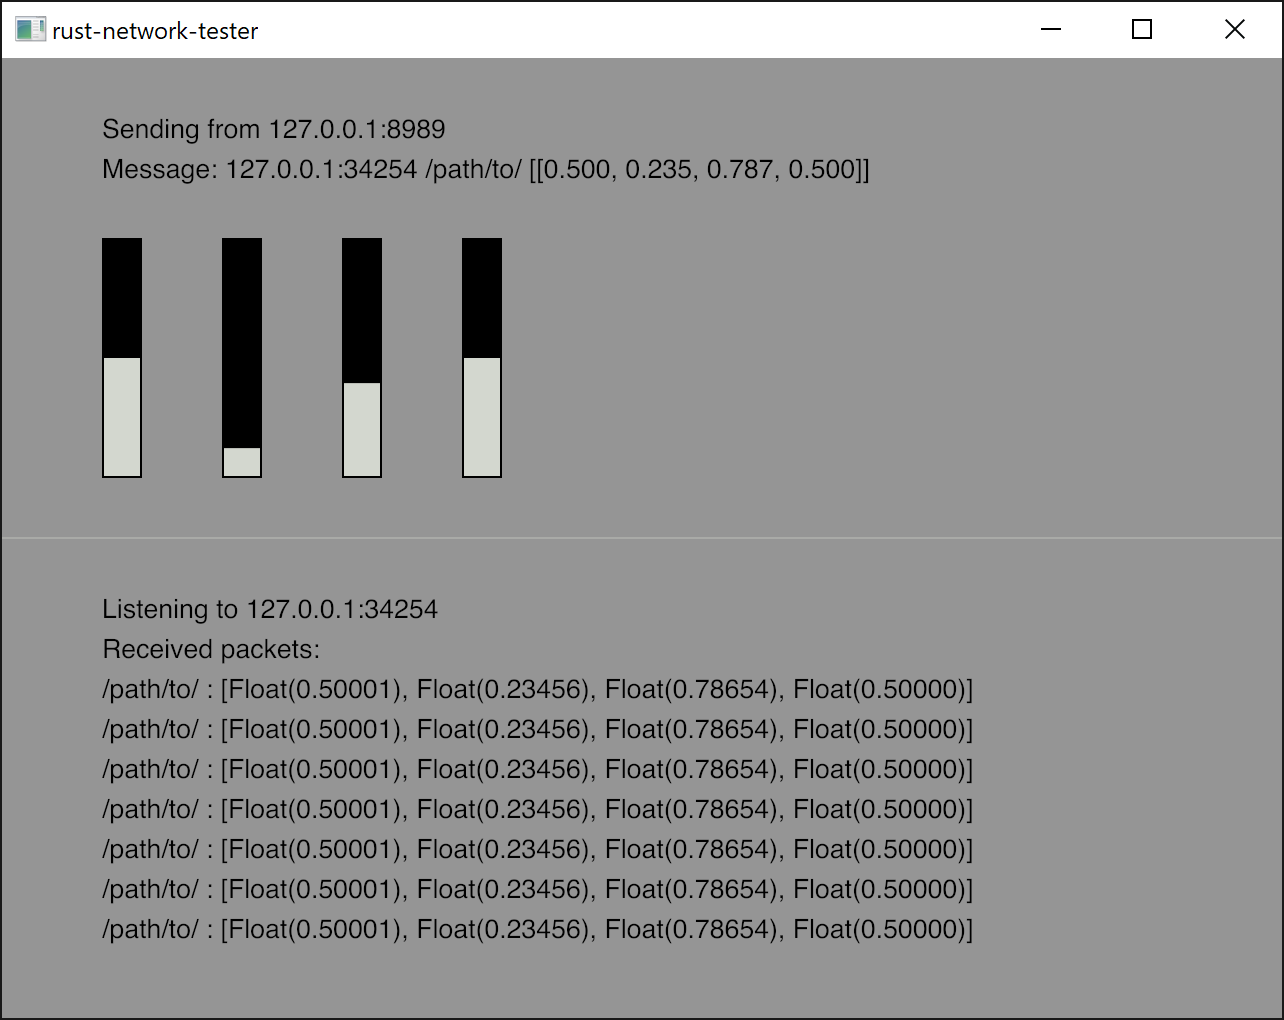 rust-network-tester
Sending from 127.0.0.1:8989
Message: 127.0.0.1:34254 /path/to/ [[0.500, 0.235, 0.787, 0.500]]
Listening to 127.0.0.1:34254
Received packets:
/path/to/ : [Float(0.50001), Float(0.23456), Float(0.78654), Float(0.50000)]
/path/to/ : [Float(0.50001), Float(0.23456), Float(0.78654), Float(0.50000)]
/path/to/ : [Float(0.50001), Float(0.23456), Float(0.78654), Float(0.50000)]
/path/to/ : [Float(0.50001), Float(0.23456), Float(0.78654), Float(0.50000)]
/path/to/ : [Float(0.50001), Float(0.23456), Float(0.78654), Float(0.50000)]
/path/to/ : [Float(0.50001), Float(0.23456), Float(0.78654), Float(0.50000)]
/path/to/ : [Float(0.50001), Float(0.23456), Float(0.78654), Float(0.50000)]